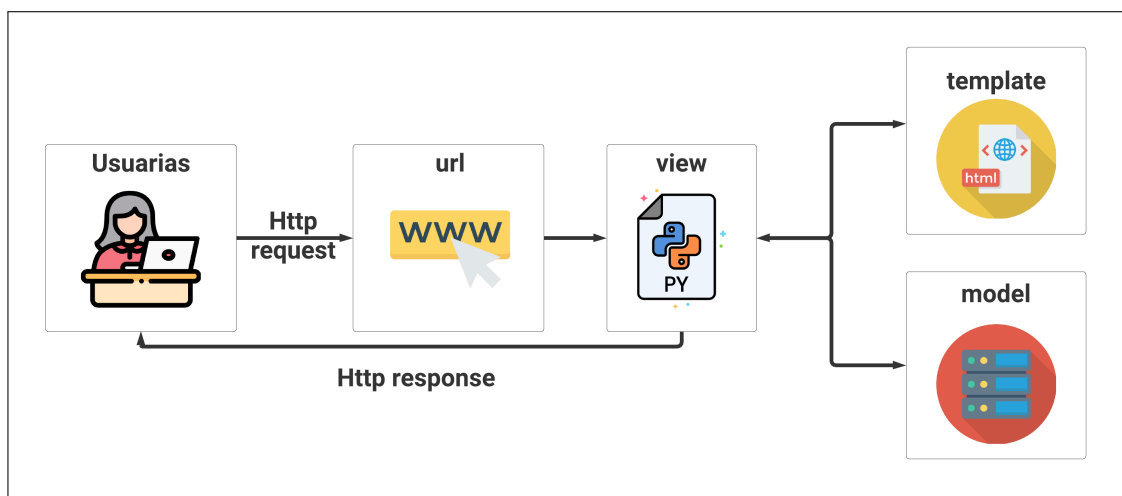 Usuarias
Http
request
url
WWW
view
PY
template
< >
html
model
Http response